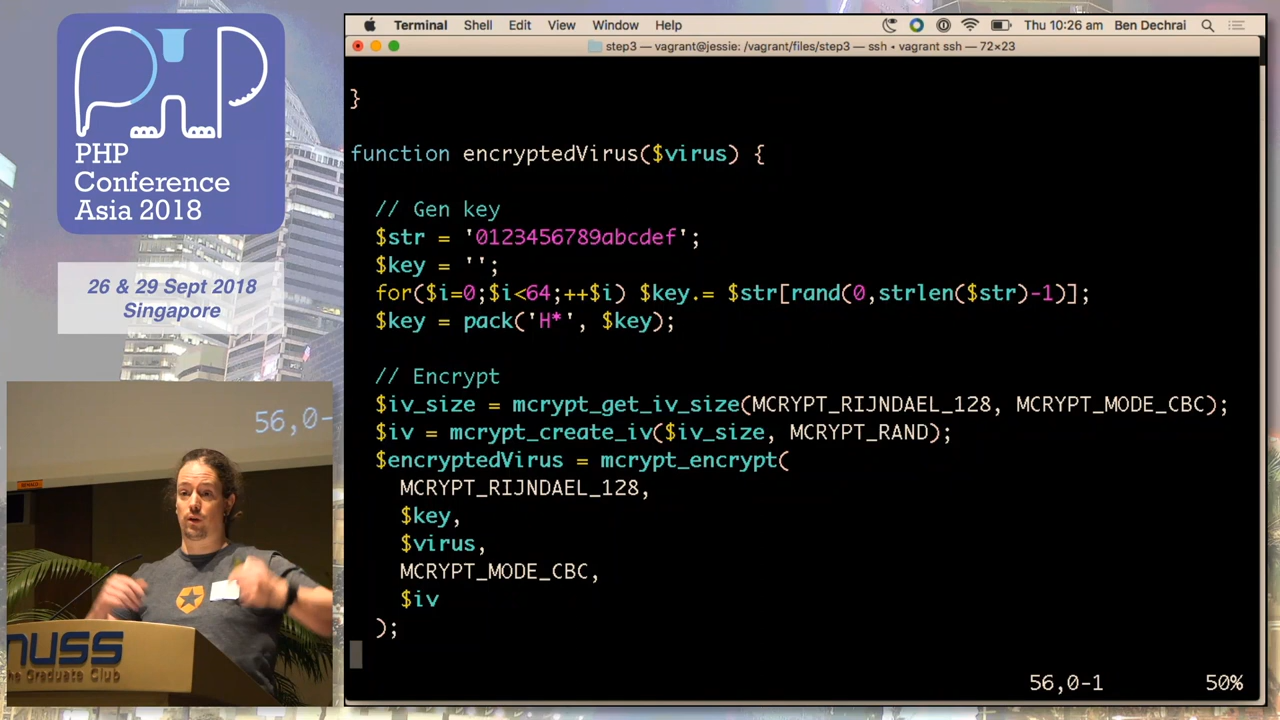 PHP
Conference
Asia 2018
26 & 29 Sept 2018
Singapore
Terminal Shell Edit View Window Help Thu 10:26 am Ben Dechrai
step3 — vagrant@jessie: /vagrant/files/step3 — ssh • vagrant ssh — 72×23
}
function encryptedVirus($virus) {
// Gen key
$str = '0123456789abcdef';
$key = '';
for($i=0;$i<64;++$i) $key.= $str[rand(0,strlen($str)-1)];
$key = pack('H*', $key);
// Encrypt
$iv_size = mcrypt_get_iv_size(MCRYPT_RIJNDAEL_128, MCRYPT_MODE_CBC);
$iv = mcrypt_create_iv($iv_size, MCRYPT_RAND);
$encryptedVirus = mcrypt_encrypt(
MCRYPT_RIJNDAEL_128,
$key,
$virus,
MCRYPT_MODE_CBC,
$iv
);
56,0-1 50%
56,0-
nuss
The Graduate Club